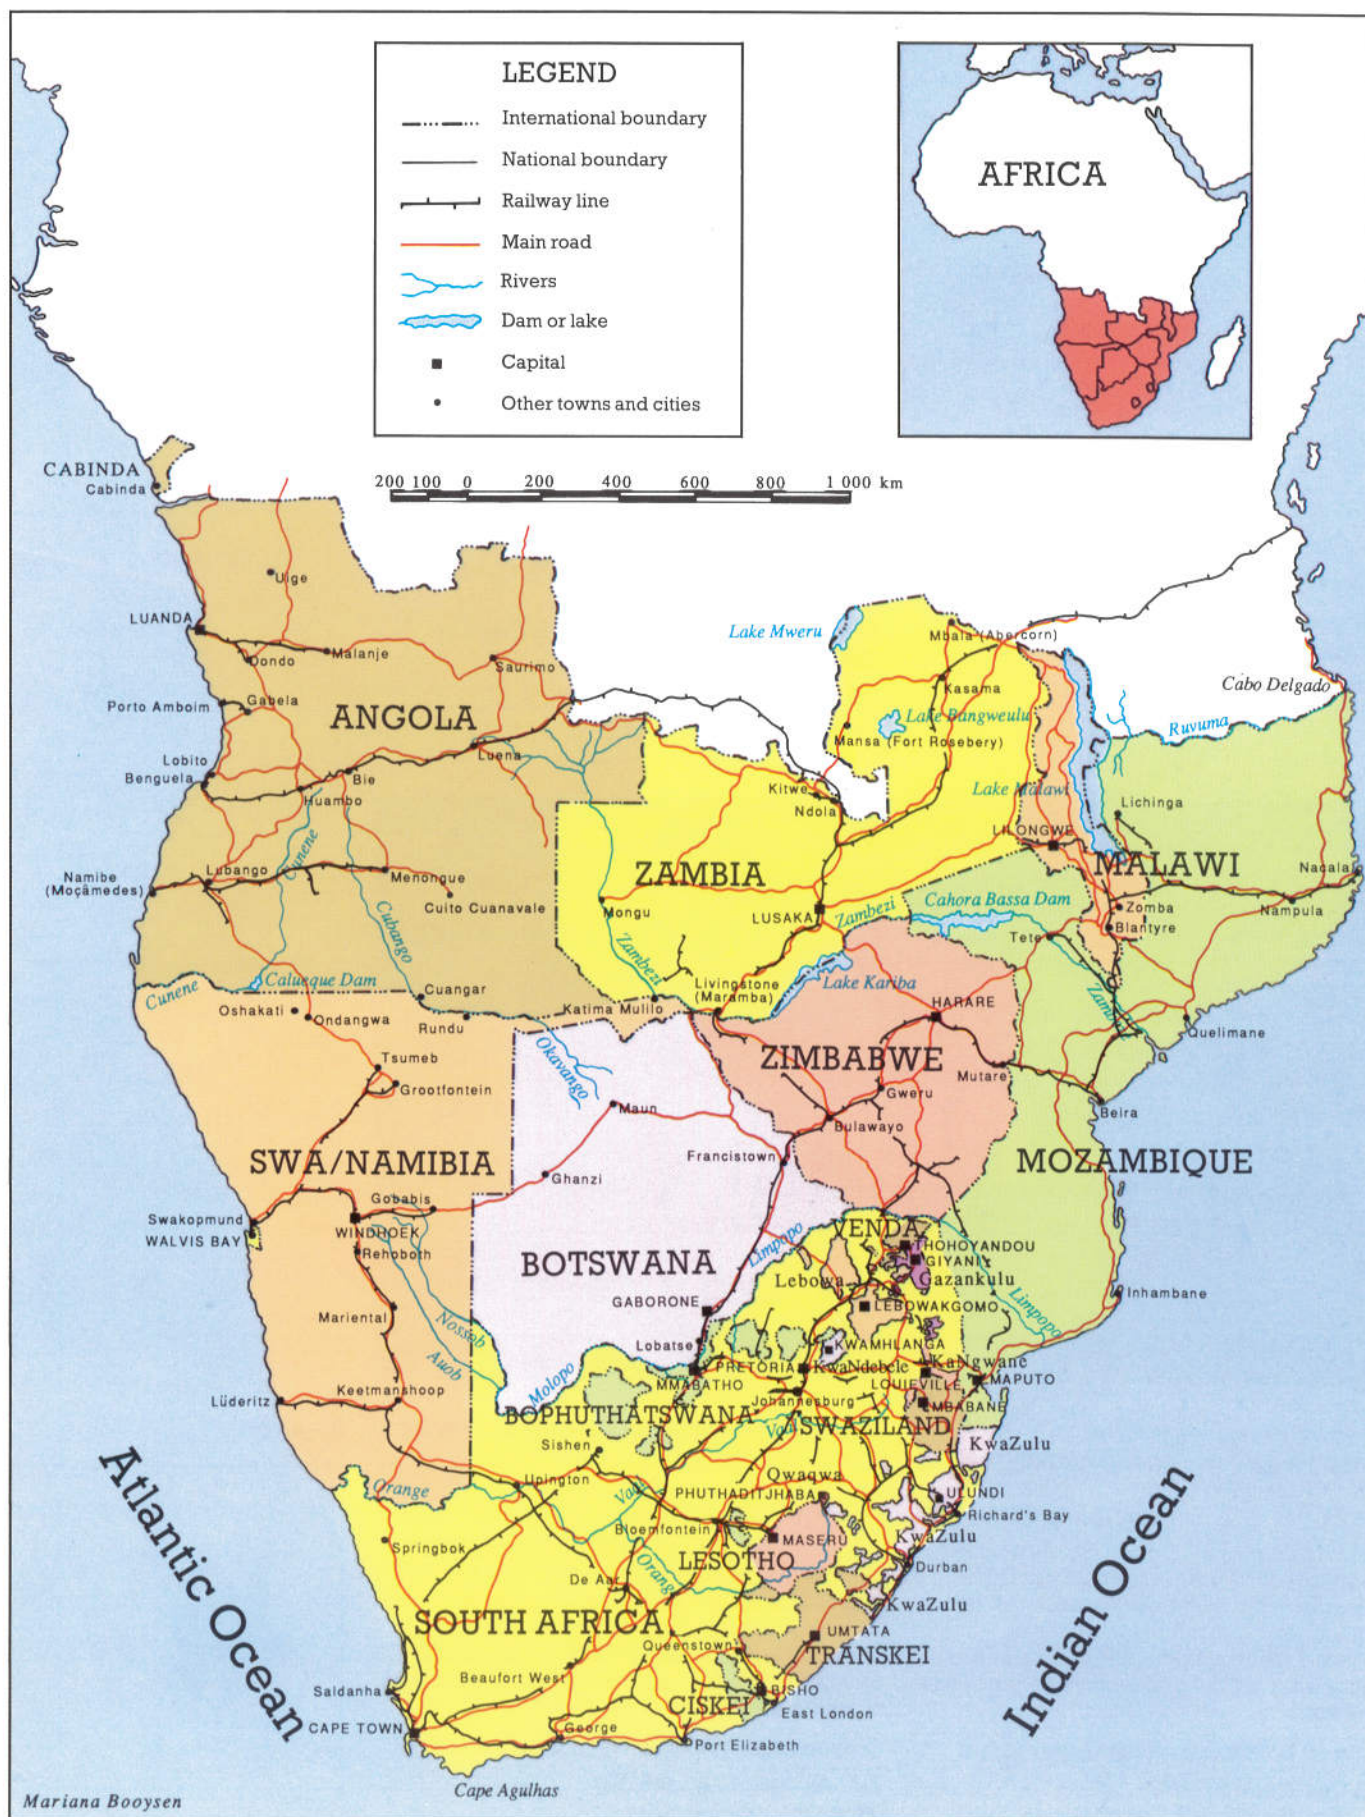 LEGEND
International boundary
National boundary
Railway line
Main road
Rivers
Dam or lake
Capital
Other towns and cities
AFRICA
200 100 0 200 400 600 800 1 000 km
CABINDA
Cabinda
Uige
LUANDA
Dondo
Malanje
Saurimo
Porto Amboim
Gabela
ANGOLA
Lobito
Benguela
Bie
Luena
Huambo
Cunene
Namibe
(Moçâmedes)
Lubango
Menongue
Cuito Cuanavale
Cubango
Cunene
Calueque Dam
Cuangar
Oshakati
Ondangwa
Rundu
Katima Mulilo
Lake Mweru
Mbala (Abercorn)
Kasama
Lake Bangweulu
Mansa (Fort Rosebery)
Cabo Delgado
Ruvuma
Kitwe
Ndola
Lake Malawi
Lichinga
LILONGWE
MALAWI
Nacala
ZAMBIA
Mongu
LUSAKA
Zambezi
Zambezi
Cahora Bassa Dam
Zomba
Nampula
Tete
Blantyre
Livingstone
(Maramba)
Lake Kariba
HARARE
Zambezi
Quelimane
Okavango
ZIMBABWE
Mutare
Tsumeb
Grootfontein
Maun
Gweru
Beira
Bulawayo
SWA/NAMIBIA
Francistown
MOZAMBIQUE
Ghanzi
Gobabis
Swakopmund
WALVIS BAY
WINDHOEK
Rehoboth
BOTSWANA
Limpopo
VENDA
THOHOYANDOU
GIYANI
Gazankulu
Lebowa
LEBOWAKGOMO
Limpopo
Inhambane
GABORONE
Mariental
Nossob
Auob
Lobatse
KWAMHLANGA
PRETORIA
KwaNdebele
KaNgwane
MMABATHO
LOUIEVILLE
MAPUTO
Molopo
Lüderitz
Keetmanshoop
Johannesburg
MBABANE
BOPHUTHATSWANA
Vaal
SWAZILAND
Sishen
KwaZulu
Orange
Upington
Vaal
Qwaqwa
PHUTHADITJHABA
ULUNDI
Richard's Bay
Bloemfontein
MASERU
KwaZulu
Springbok
LESOTHO
Durban
De Aar
Orange
KwaZulu
SOUTH AFRICA
UMTATA
Queenstown
TRANSKEI
Beaufort West
Saldanha
BISHO
CISKEI
East London
CAPE TOWN
George
Port Elizabeth
Cape Agulhas
Atlantic Ocean
Indian Ocean
Mariana Booysen